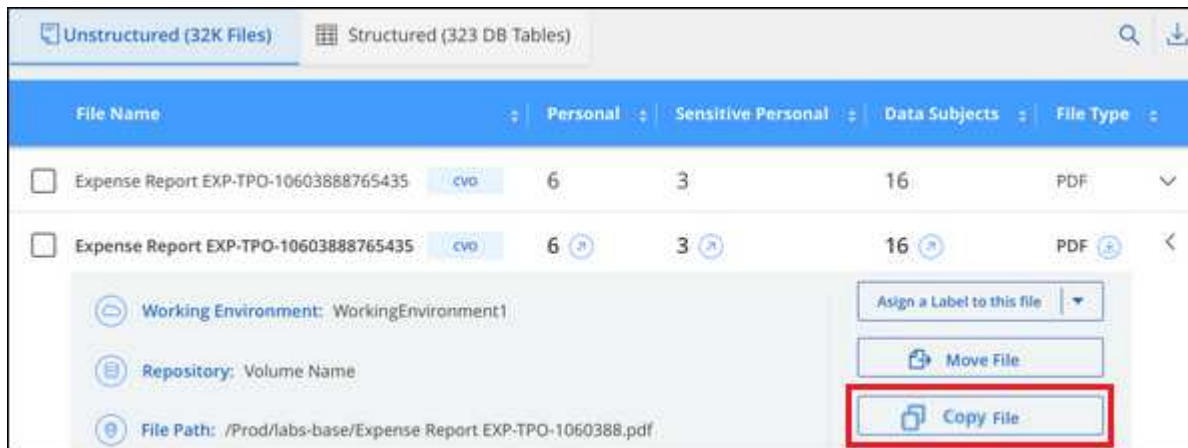 Unstructured (32K Files) Structured (323 DB Tables)
File Name Personal Sensitive Personal Data Subjects File Type
Expense Report EXP-TPO-10603888765435 CVO 6 3 16 PDF
Expense Report EXP-TPO-10603888765435 CVO 6 3 16 PDF
Working Environment: WorkingEnvironment1
Asign a Label to this file
Repository: Volume Name
Move File
File Path: /Prod/labs-base/Expense Report EXP-TPO-1060388.pdf
Copy File